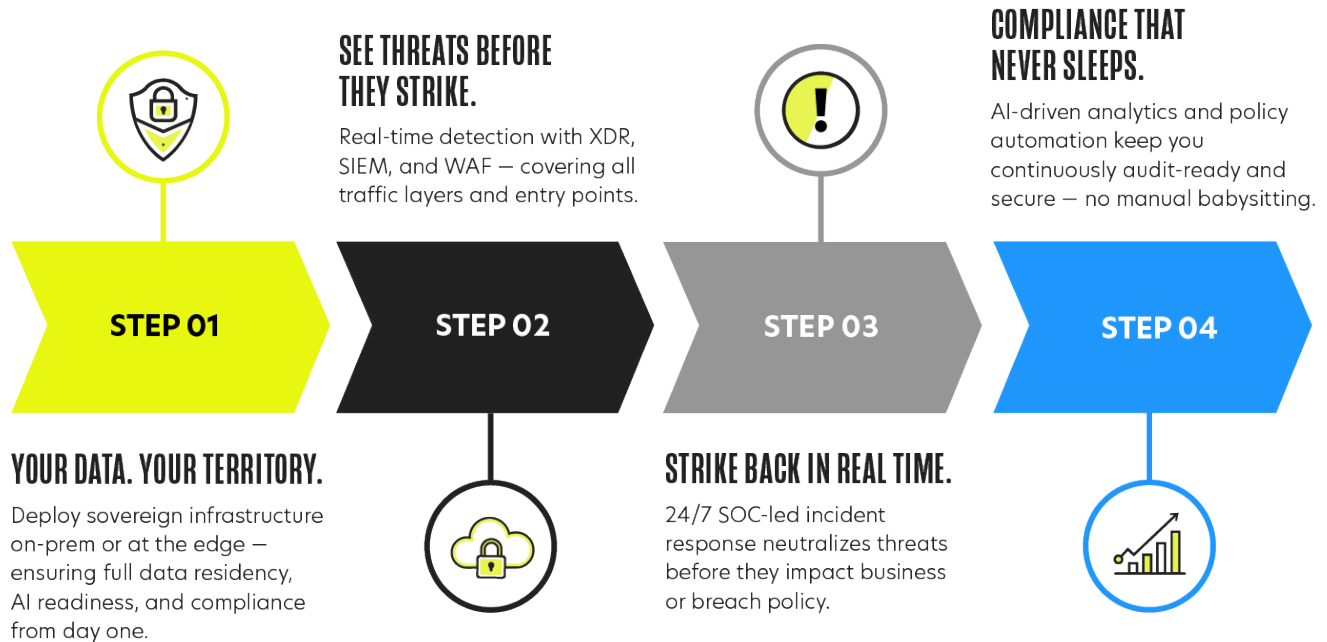 STEP 01
YOUR DATA. YOUR TERRITORY.
Deploy sovereign infrastructure
on-prem or at the edge —
ensuring full data residency,
AI readiness, and compliance
from day one.
SEE THREATS BEFORE
THEY STRIKE.
Real-time detection with XDR,
SIEM, and WAF — covering all
traffic layers and entry points.
STEP 02
STEP 03
STRIKE BACK IN REAL TIME.
24/7 SOC-led incident
response neutralizes threats
before they impact business
or breach policy.
COMPLIANCE THAT
NEVER SLEEPS.
AI-driven analytics and policy
automation keep you
continuously audit-ready and
secure — no manual babysitting.
STEP 04